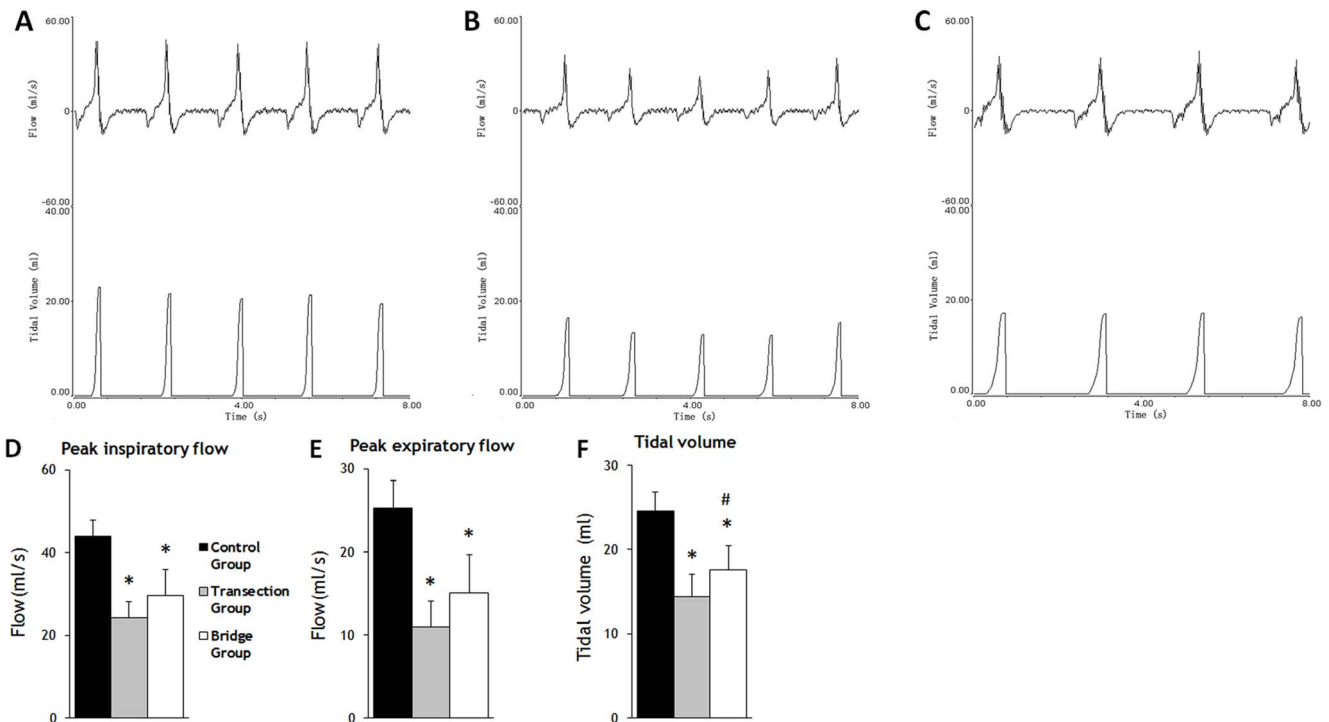 A
60.00
Flow (ml/s)
0
-60.00
40.00
Tidal Volume (ml)
20.00
0.00
0.00
4.00
8.00
Time (s)
B
60.00
Flow (ml/s)
0
-60.00
40.00
Tidal Volume (ml)
20.00
0.00
0.00
4.00
8.00
Time (s)
C
60.00
Flow (ml/s)
0
-60.00
40.00
Tidal Volume (ml)
20.00
0.00
0.00
4.00
8.00
Time (s)
D
Peak inspiratory flow
60
40
20
0
Flow (ml/s)
*
*
Control
Group
Transection
Group
Bridge
Group
E
Peak expiratory flow
30
20
10
0
Flow (ml/s)
*
*
F
Tidal volume
30
20
10
0
Tidal volume (ml)
*
#
*